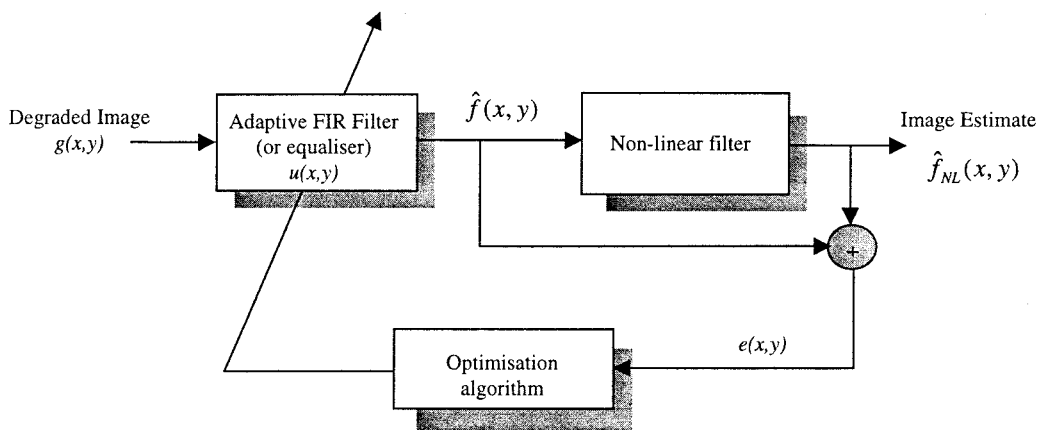 Degraded Image
g(x,y)
Adaptive FIR Filter
(or equaliser)
u(x,y)
f̂(x, y)
Non-linear filter
Image Estimate
f̂_NL(x, y)
+
e(x,y)
Optimisation
algorithm